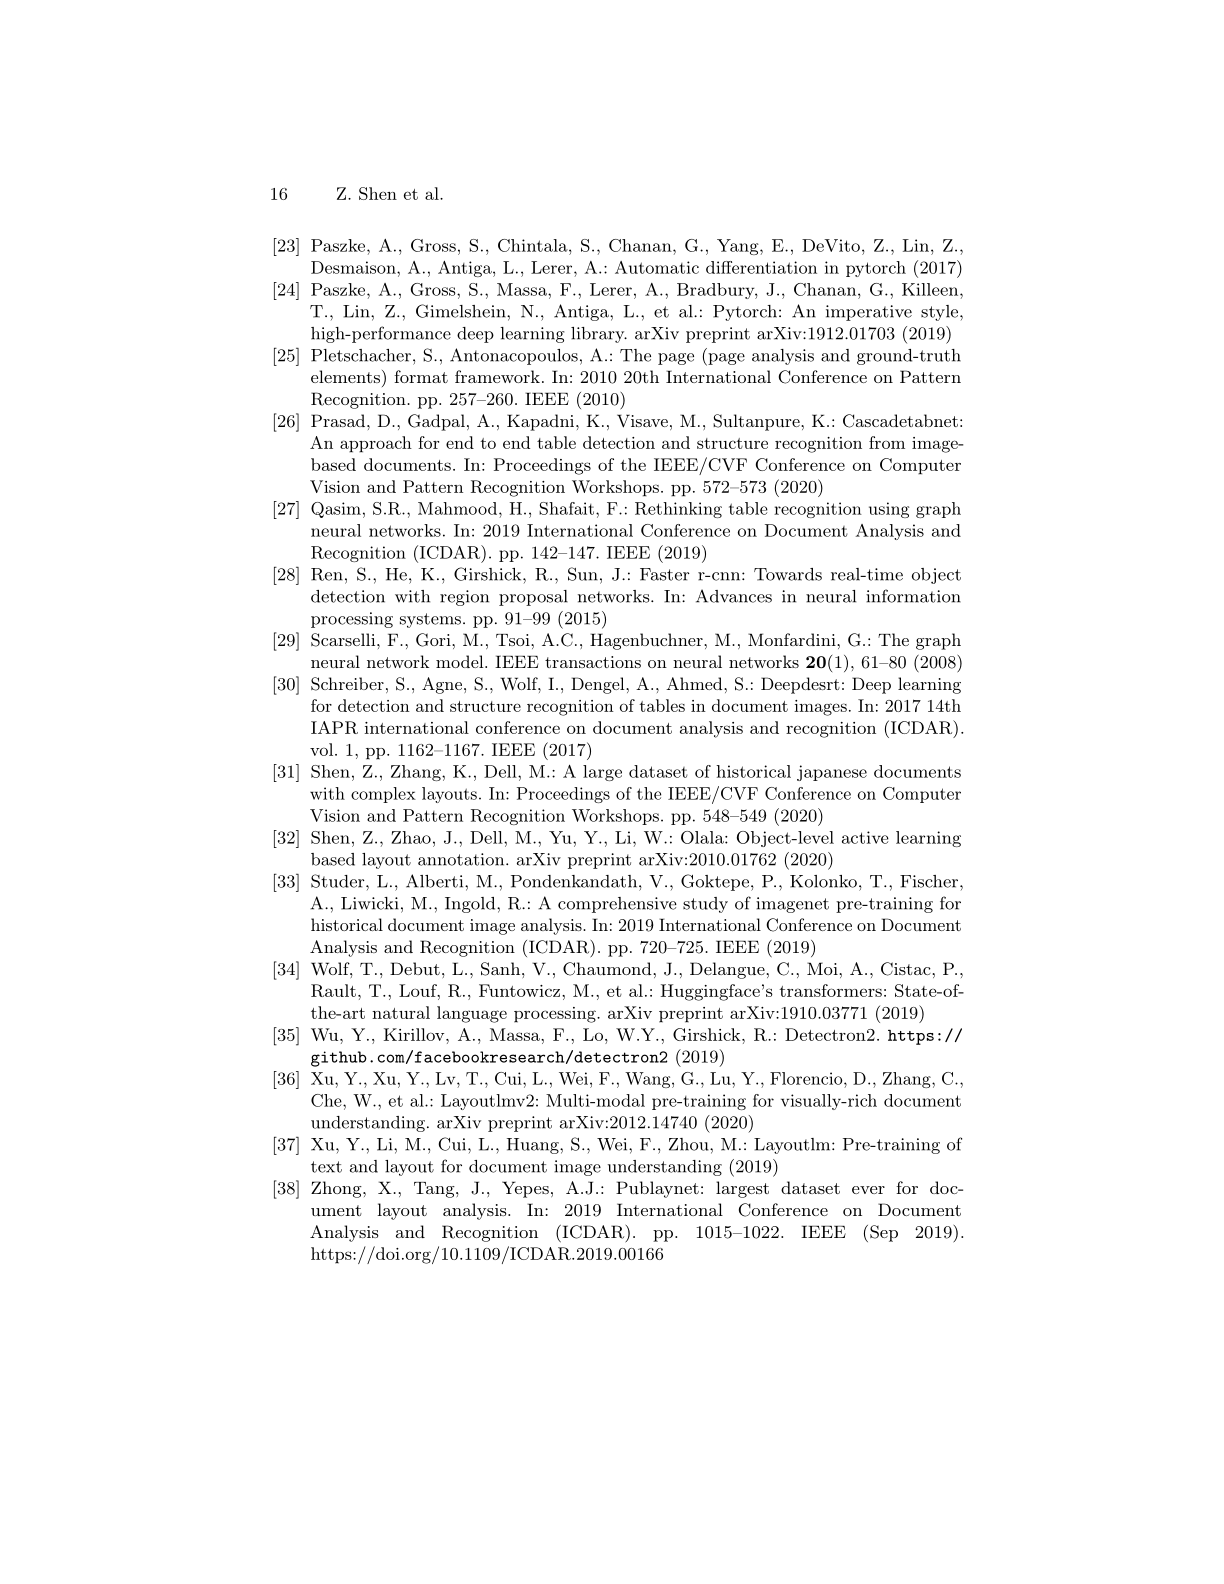 16 Z. Shen et al.
[23] Paszke, A., Gross, S., Chintala, S., Chanan, G., Yang, E., DeVito, Z., Lin, Z.,
Desmaison, A., Antiga, L., Lerer, A.: Automatic differentiation in pytorch (2017)
[24] Paszke, A., Gross, S., Massa, F., Lerer, A., Bradbury, J., Chanan, G., Killeen,
T., Lin, Z., Gimelshein, N., Antiga, L., et al.: Pytorch: An imperative style,
high-performance deep learning library. arXiv preprint arXiv:1912.01703 (2019)
[25] Pletschacher, S., Antonacopoulos, A.: The page (page analysis and ground-truth
elements) format framework. In: 2010 20th International Conference on Pattern
Recognition. pp. 257–260. IEEE (2010)
[26] Prasad, D., Gadpal, A., Kapadni, K., Visave, M., Sultanpure, K.: Cascadetabnet:
An approach for end to end table detection and structure recognition from image-
based documents. In: Proceedings of the IEEE/CVF Conference on Computer
Vision and Pattern Recognition Workshops. pp. 572–573 (2020)
[27] Qasim, S.R., Mahmood, H., Shafait, F.: Rethinking table recognition using graph
neural networks. In: 2019 International Conference on Document Analysis and
Recognition (ICDAR). pp. 142–147. IEEE (2019)
[28] Ren, S., He, K., Girshick, R., Sun, J.: Faster r-cnn: Towards real-time object
detection with region proposal networks. In: Advances in neural information
processing systems. pp. 91–99 (2015)
[29] Scarselli, F., Gori, M., Tsoi, A.C., Hagenbuchner, M., Monfardini, G.: The graph
neural network model. IEEE transactions on neural networks 20(1), 61–80 (2008)
[30] Schreiber, S., Agne, S., Wolf, I., Dengel, A., Ahmed, S.: Deepdesrt: Deep learning
for detection and structure recognition of tables in document images. In: 2017 14th
IAPR international conference on document analysis and recognition (ICDAR).
vol. 1, pp. 1162–1167. IEEE (2017)
[31] Shen, Z., Zhang, K., Dell, M.: A large dataset of historical japanese documents
with complex layouts. In: Proceedings of the IEEE/CVF Conference on Computer
Vision and Pattern Recognition Workshops. pp. 548–549 (2020)
[32] Shen, Z., Zhao, J., Dell, M., Yu, Y., Li, W.: Olala: Object-level active learning
based layout annotation. arXiv preprint arXiv:2010.01762 (2020)
[33] Studer, L., Alberti, M., Pondenkandath, V., Goktepe, P., Kolonko, T., Fischer,
A., Liwicki, M., Ingold, R.: A comprehensive study of imagenet pre-training for
historical document image analysis. In: 2019 International Conference on Document
Analysis and Recognition (ICDAR). pp. 720–725. IEEE (2019)
[34] Wolf, T., Debut, L., Sanh, V., Chaumond, J., Delangue, C., Moi, A., Cistac, P.,
Rault, T., Louf, R., Funtowicz, M., et al.: Huggingface's transformers: State-of-
the-art natural language processing. arXiv preprint arXiv:1910.03771 (2019)
[35] Wu, Y., Kirillov, A., Massa, F., Lo, W.Y., Girshick, R.: Detectron2. https://
github.com/facebookresearch/detectron2 (2019)
[36] Xu, Y., Xu, Y., Lv, T., Cui, L., Wei, F., Wang, G., Lu, Y., Florencio, D., Zhang, C.,
Che, W., et al.: Layoutlmv2: Multi-modal pre-training for visually-rich document
understanding. arXiv preprint arXiv:2012.14740 (2020)
[37] Xu, Y., Li, M., Cui, L., Huang, S., Wei, F., Zhou, M.: Layoutlm: Pre-training of
text and layout for document image understanding (2019)
[38] Zhong, X., Tang, J., Yepes, A.J.: Publaynet: largest dataset ever for doc-
ument layout analysis. In: 2019 International Conference on Document
Analysis and Recognition (ICDAR). pp. 1015–1022. IEEE (Sep 2019).
https://doi.org/10.1109/ICDAR.2019.00166